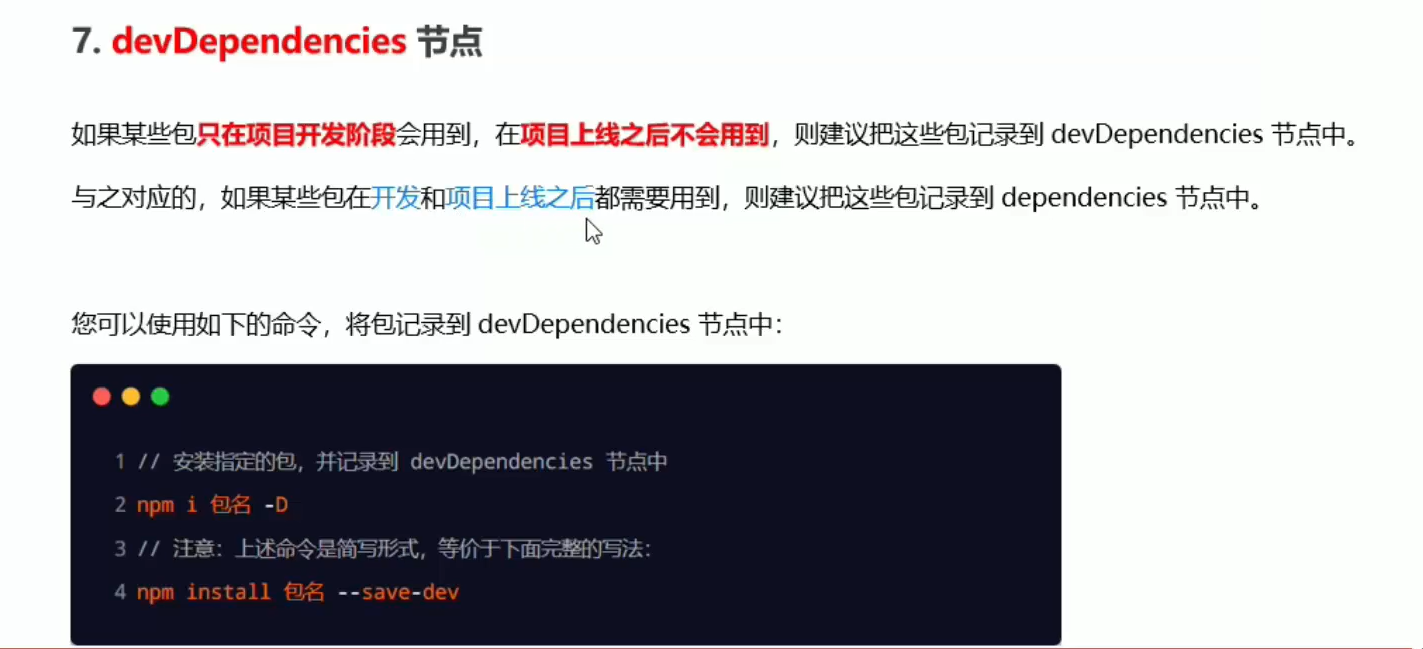 7. devDependencies 节点
如果某些包只在项目开发阶段会用到，在项目上线之后不会用到，则建议把这些包记录到 devDependencies 节点中。
与之对应的，如果某些包在开发和项目上线之后都需要用到，则建议把这些包记录到 dependencies 节点中。
您可以使用如下的命令，将包记录到 devDependencies 节点中：
1 // 安装指定的包，并记录到 devDependencies 节点中
2 npm i 包名 -D
3 // 注意：上述命令是简写形式，等价于下面完整的写法：
4 npm install 包名 --save-dev